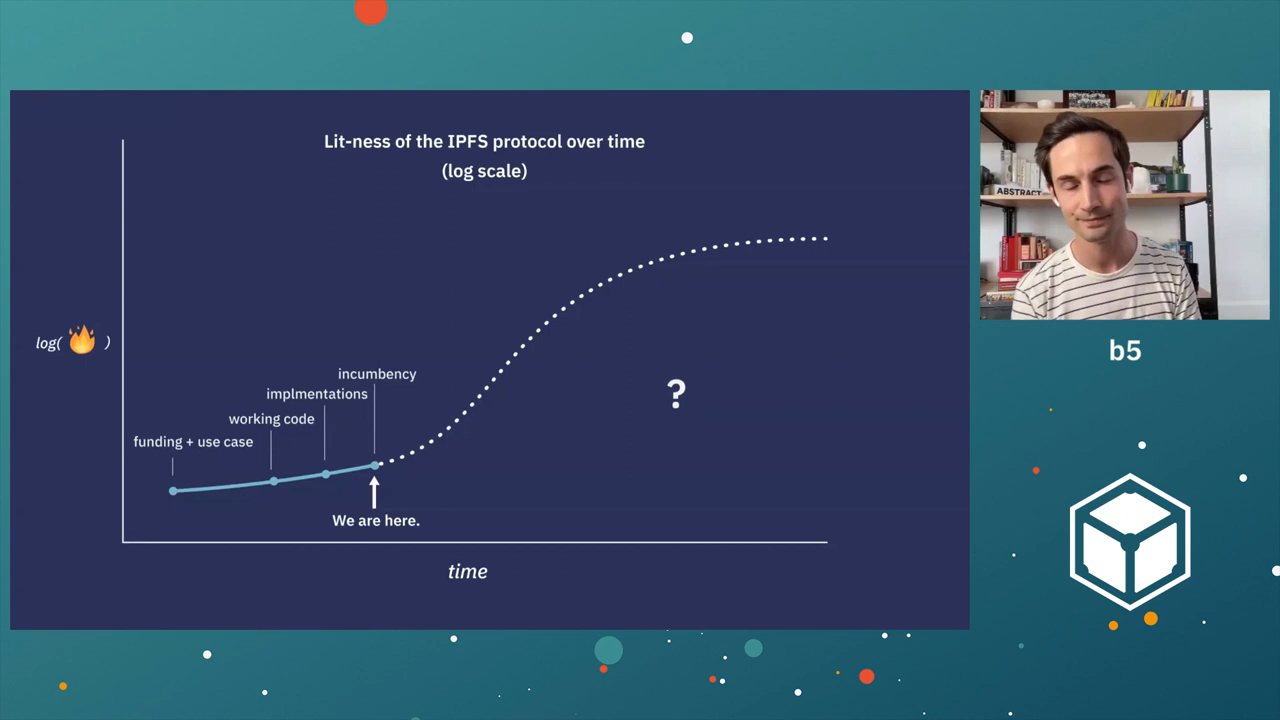 Lit-ness of the IPFS protocol over time
(log scale)
log( 🔥 )
incumbency
implmentations
working code
funding + use case
We are here.
?
time
ABSTRACT
b5